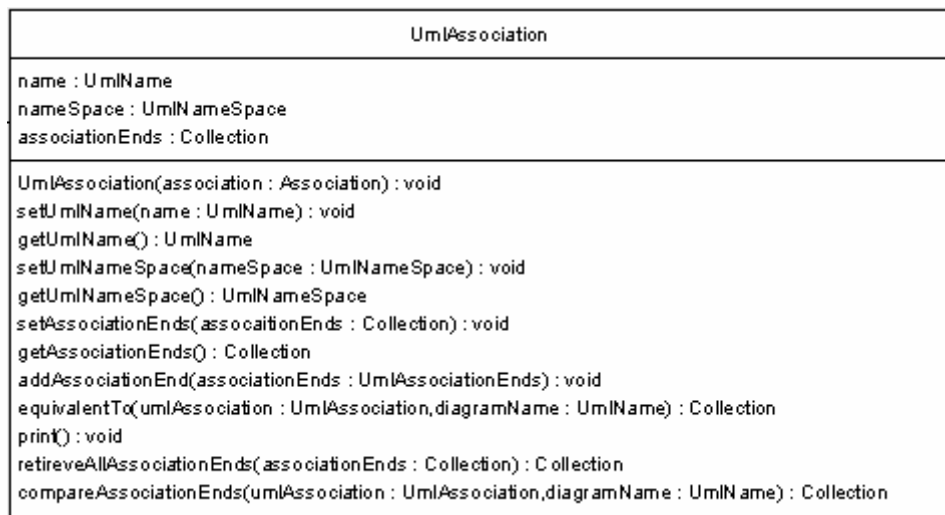 UmlAssociation
name : UmlName
nameSpace : UmlNameSpace
associationEnds : Collection
UmlAssociation(association : Association) : void
setUmlName(name : UmlName) : void
getUmlName() : UmlName
setUmlNameSpace(nameSpace : UmlNameSpace) : void
getUmlNameSpace() : UmlNameSpace
setAssociationEnds(assocaitionEnds : Collection) : void
getAssociationEnds() : Collection
addAssociationEnd(associationEnds : UmlAssociationEnds) : void
equivalentTo(umlAssociation : UmlAssociation,diagramName : UmlName) : Collection
print() : void
retireveAllAssociationEnds(associationEnds : Collection) : Collection
compareAssociationEnds(umlAssociation : UmlAssociation,diagramName : UmlName) : Collection